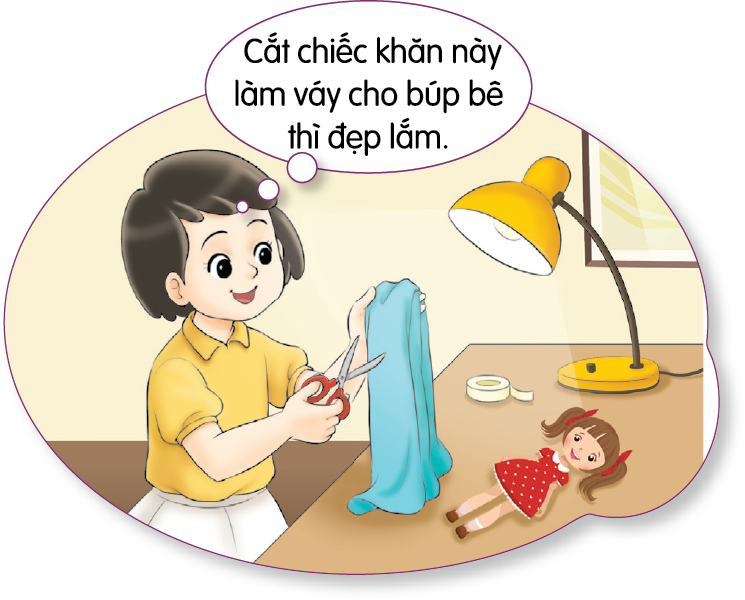 Cắt chiếc khăn này
làm váy cho búp bê
thì đẹp lắm.